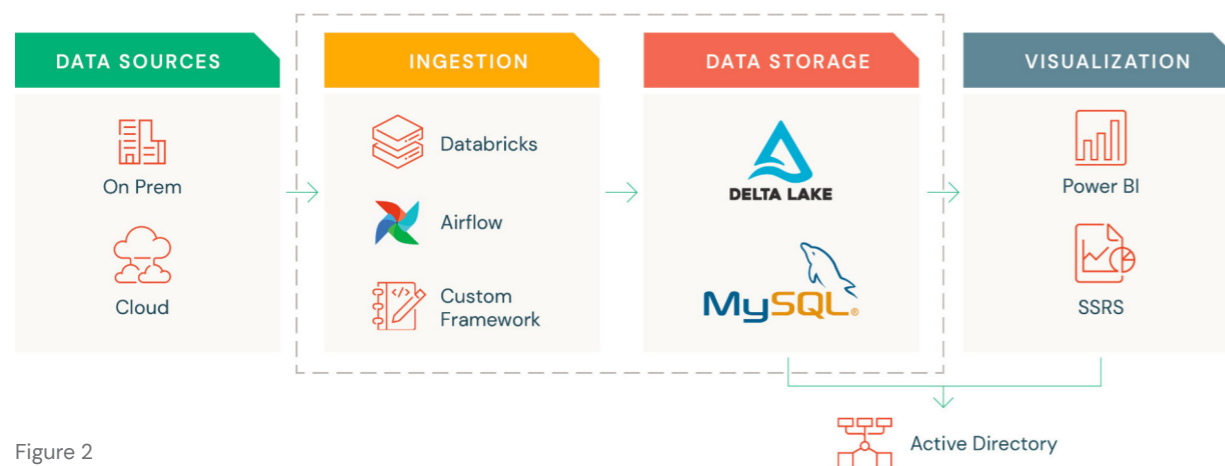 DATA SOURCES
On Prem
Cloud
INGESTION
Databricks
Airflow
Custom
Framework
DATA STORAGE
DELTA LAKE
MySQL®
VISUALIZATION
Power BI
SSRS
Active Directory
Figure 2